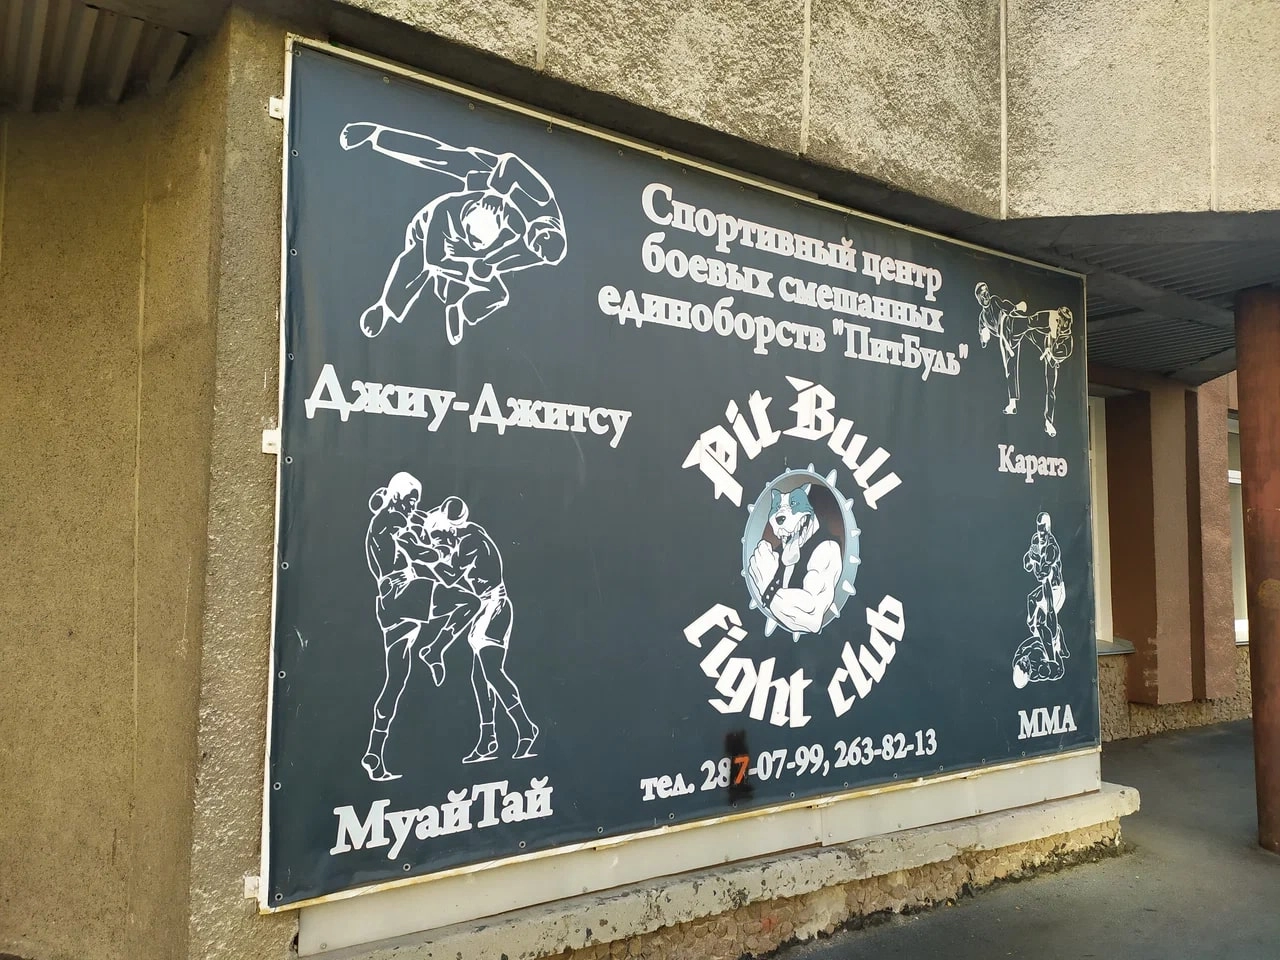 Спортивный центр
боевых смешанных
единоборств "ПитБуль"
Джиу-Джитсу
Каратэ
Pit Bull
Fight club
МуайТай
ММА
тел. 287-07-99, 263-82-13